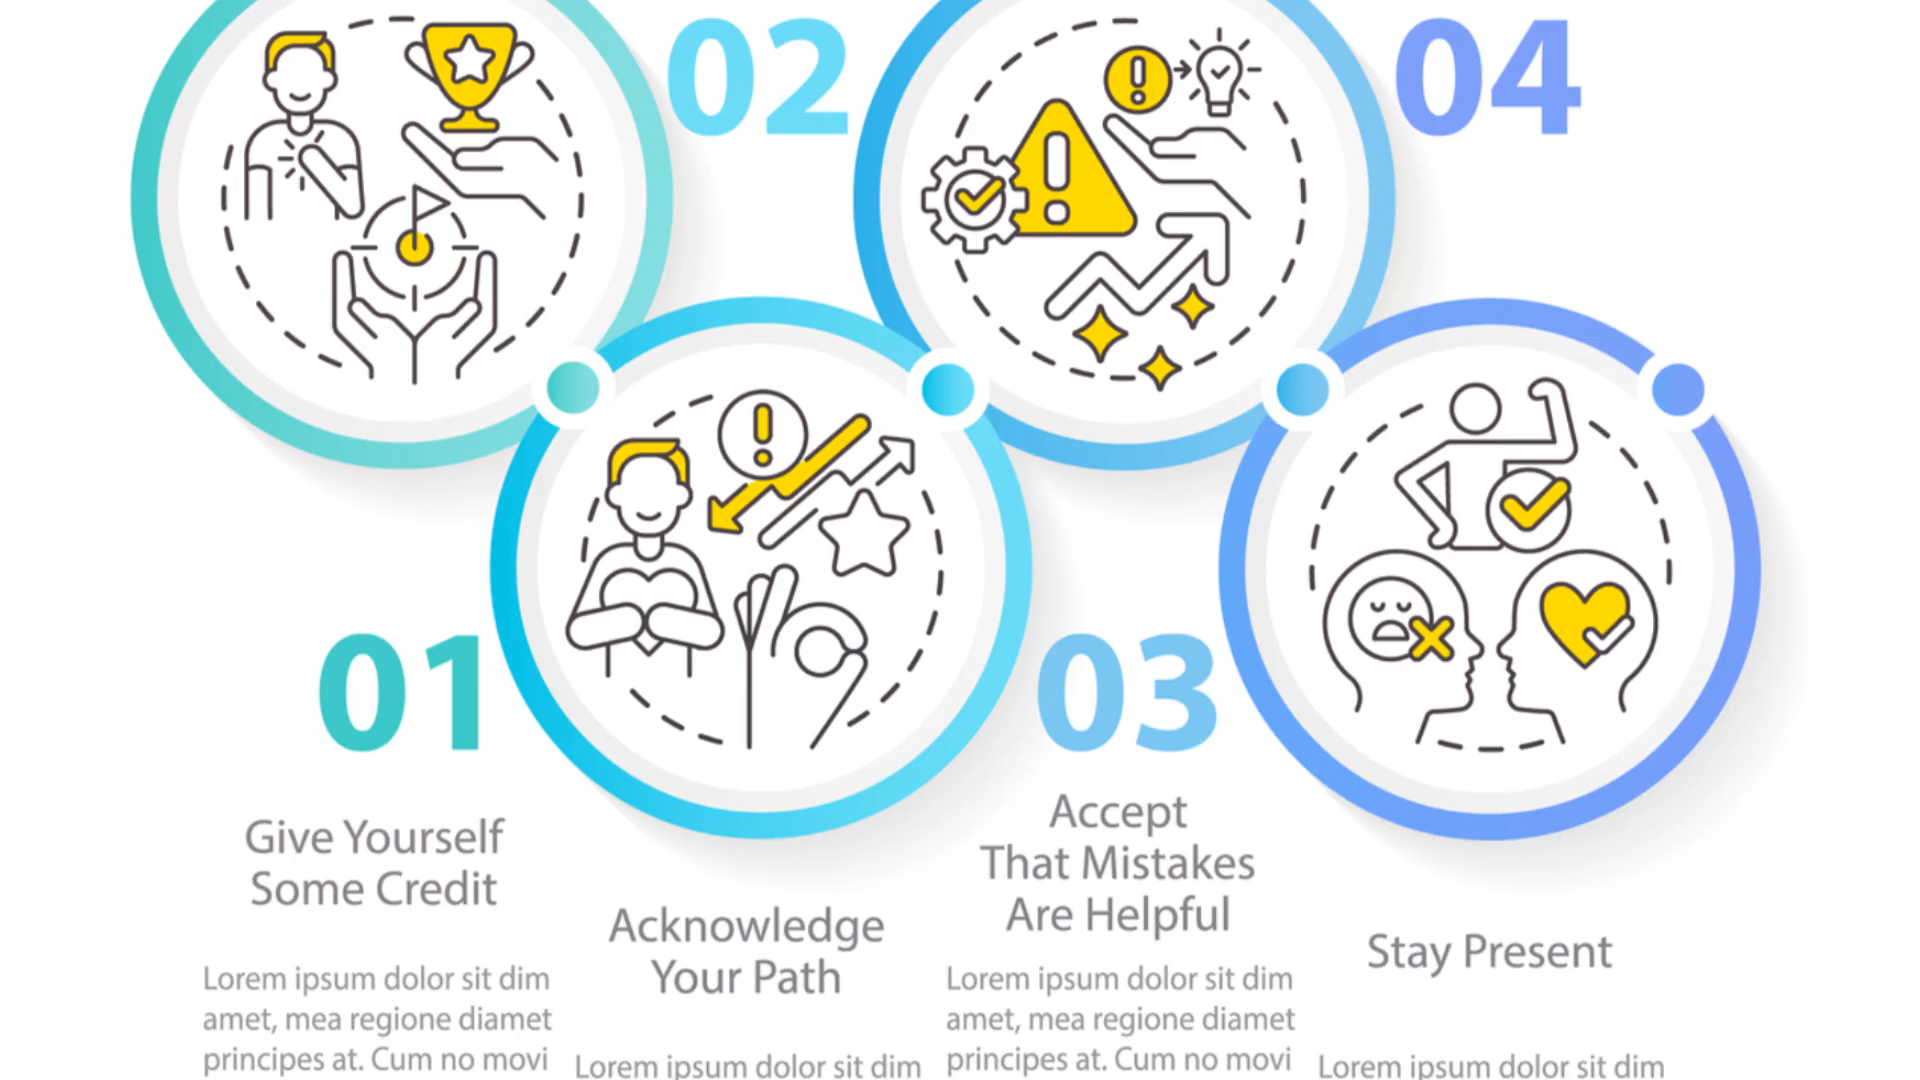 02
04
01
03
Give Yourself
Some Credit
Lorem ipsum dolor sit dim
amet, mea regione diamet
principes at. Cum no movi
Acknowledge
Your Path
Lorem ipsum dolor sit dim
Accept
That Mistakes
Are Helpful
Lorem ipsum dolor sit dim
amet, mea regione diamet
principes at. Cum no movi
Stay Present
Lorem ipsum dolor sit dim